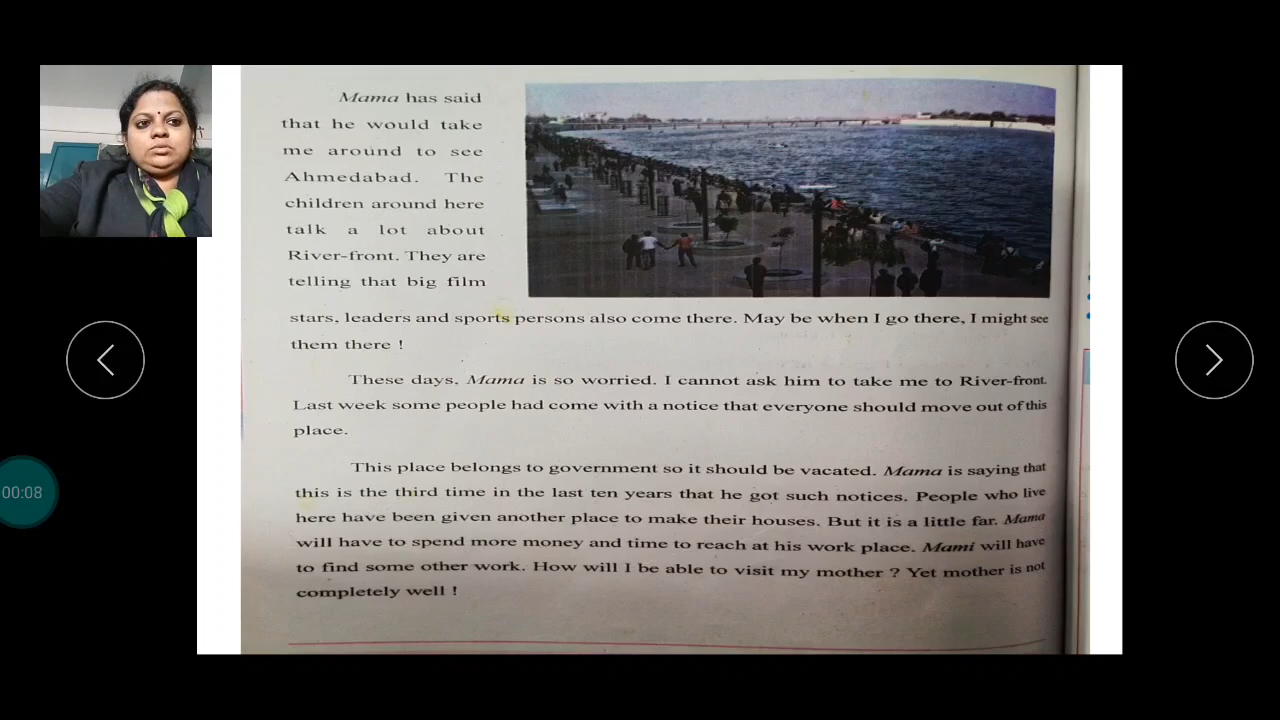 Mama has said
that he would take
me around to see
Ahmedabad. The
children around here
talk a lot about
River-front. They are
telling that big film
stars, leaders and sports persons also come there. May be when I go there, I might see
them there !
These days, Mama is so worried. I cannot ask him to take me to River-front.
Last week some people had come with a notice that everyone should move out of this
place.
This place belongs to government so it should be vacated. Mama is saying that
this is the third time in the last ten years that he got such notices. People who live
here have been given another place to make their houses. But it is a little far. Mama
will have to spend more money and time to reach at his work place. Mami will have
to find some other work. How will I be able to visit my mother ? Yet mother is not
completely well !
00:08